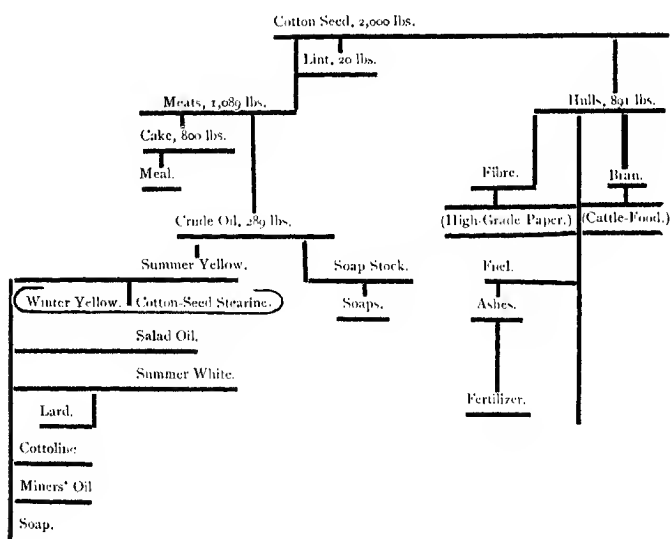 Cotton Seed, 2,000 lbs.
Lint, 20 lbs.
Meats, 1,089 lbs.
Hulls, 891 lbs.
Cake, 800 lbs.
Meal.
Fibre.
Bran.
(High-Grade Paper.)
(Cattle-Food.)
Crude Oil, 289 lbs.
Summer Yellow.
Soap Stock.
Fuel.
Winter Yellow.
Cotton-Seed Stearine.
Soaps.
Ashes.
Salad Oil.
Summer White.
Lard.
Fertilizer.
Cottoline
Miners' Oil
Soap.